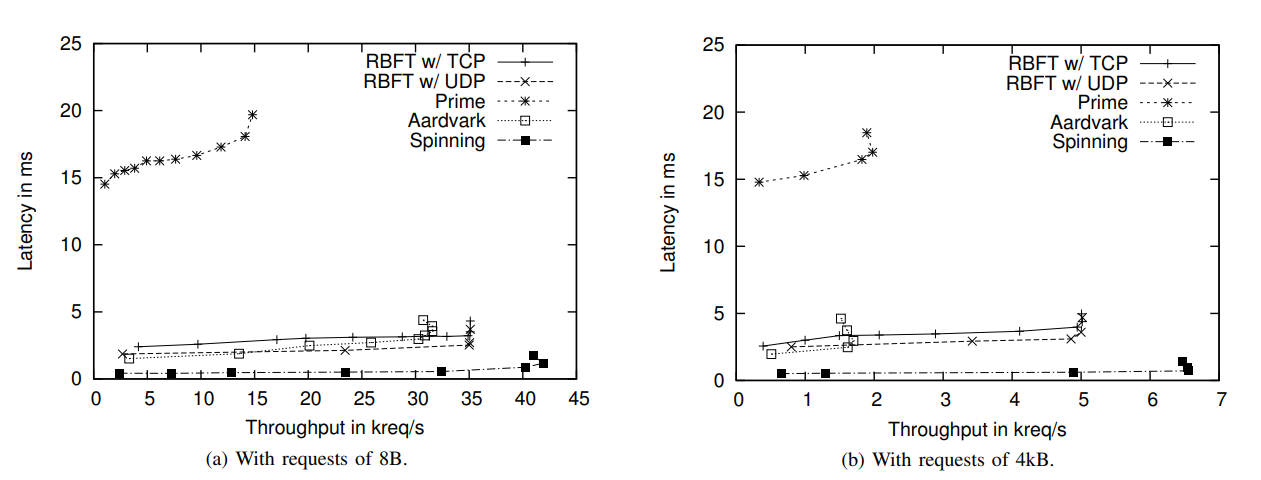 25
20
15
10
5
0
Latency in ms
0 5 10 15 20 25 30 35 40 45
Throughput in kreq/s
RBFT w/ TCP
RBFT w/ UDP
Prime
Aardvark
Spinning
(a) With requests of 8B.
25
20
15
10
5
0
Latency in ms
0 1 2 3 4 5 6 7
Throughput in kreq/s
RBFT w/ TCP
RBFT w/ UDP
Prime
Aardvark
Spinning
(b) With requests of 4kB.